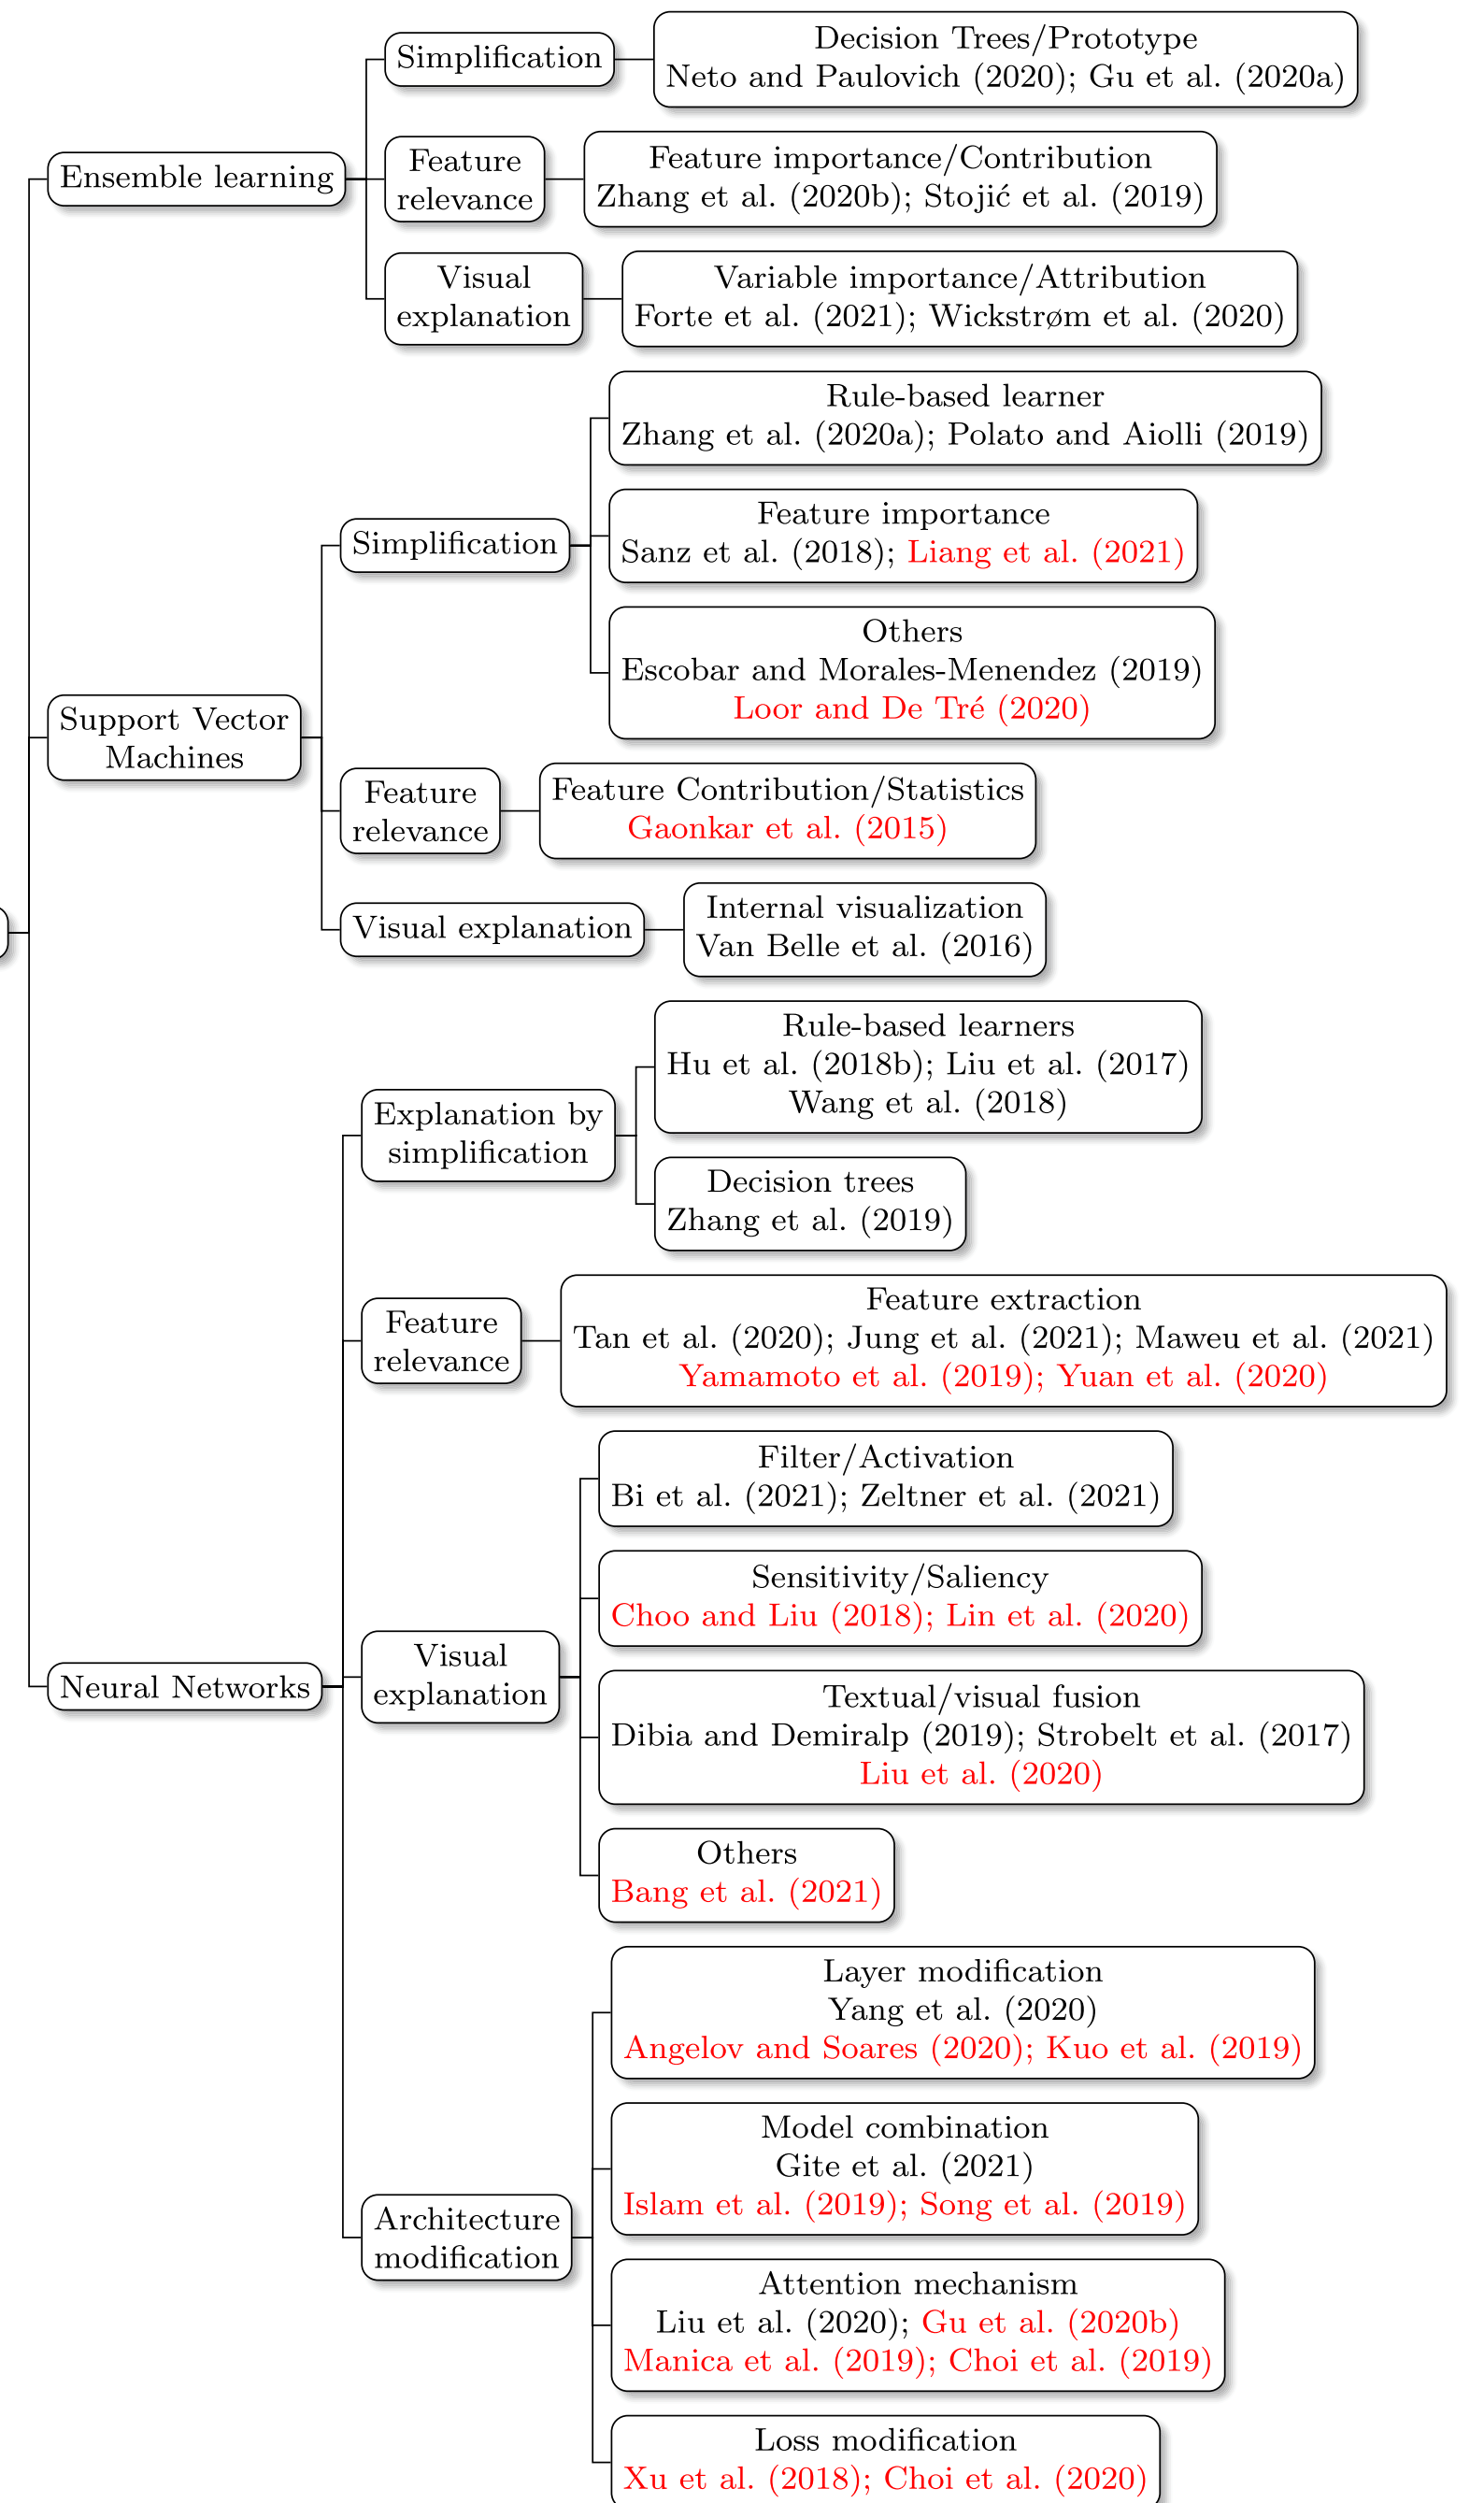 Simplification
Decision Trees/Prototype
Neto and Paulovich (2020); Gu et al. (2020a)
Ensemble learning
Feature
relevance
Feature importance/Contribution
Zhang et al. (2020b); Stojić et al. (2019)
Visual
explanation
Variable importance/Attribution
Forte et al. (2021); Wickstrøm et al. (2020)
Support Vector
Machines
Simplification
Rule-based learner
Zhang et al. (2020a); Polato and Aiolli (2019)
Feature importance
Sanz et al. (2018); Liang et al. (2021)
Others
Escobar and Morales-Menendez (2019)
Loor and De Tré (2020)
Feature
relevance
Feature Contribution/Statistics
Gaonkar et al. (2015)
Visual explanation
Internal visualization
Van Belle et al. (2016)
Neural Networks
Explanation by
simplification
Rule-based learners
Hu et al. (2018b); Liu et al. (2017)
Wang et al. (2018)
Decision trees
Zhang et al. (2019)
Feature
relevance
Feature extraction
Tan et al. (2020); Jung et al. (2021); Maweu et al. (2021)
Yamamoto et al. (2019); Yuan et al. (2020)
Visual
explanation
Filter/Activation
Bi et al. (2021); Zeltner et al. (2021)
Sensitivity/Saliency
Choo and Liu (2018); Lin et al. (2020)
Textual/visual fusion
Dibia and Demiralp (2019); Strobelt et al. (2017)
Liu et al. (2020)
Others
Bang et al. (2021)
Architecture
modification
Layer modification
Yang et al. (2020)
Angelov and Soares (2020); Kuo et al. (2019)
Model combination
Gite et al. (2021)
Islam et al. (2019); Song et al. (2019)
Attention mechanism
Liu et al. (2020); Gu et al. (2020b)
Manica et al. (2019); Choi et al. (2019)
Loss modification
Xu et al. (2018); Choi et al. (2020)